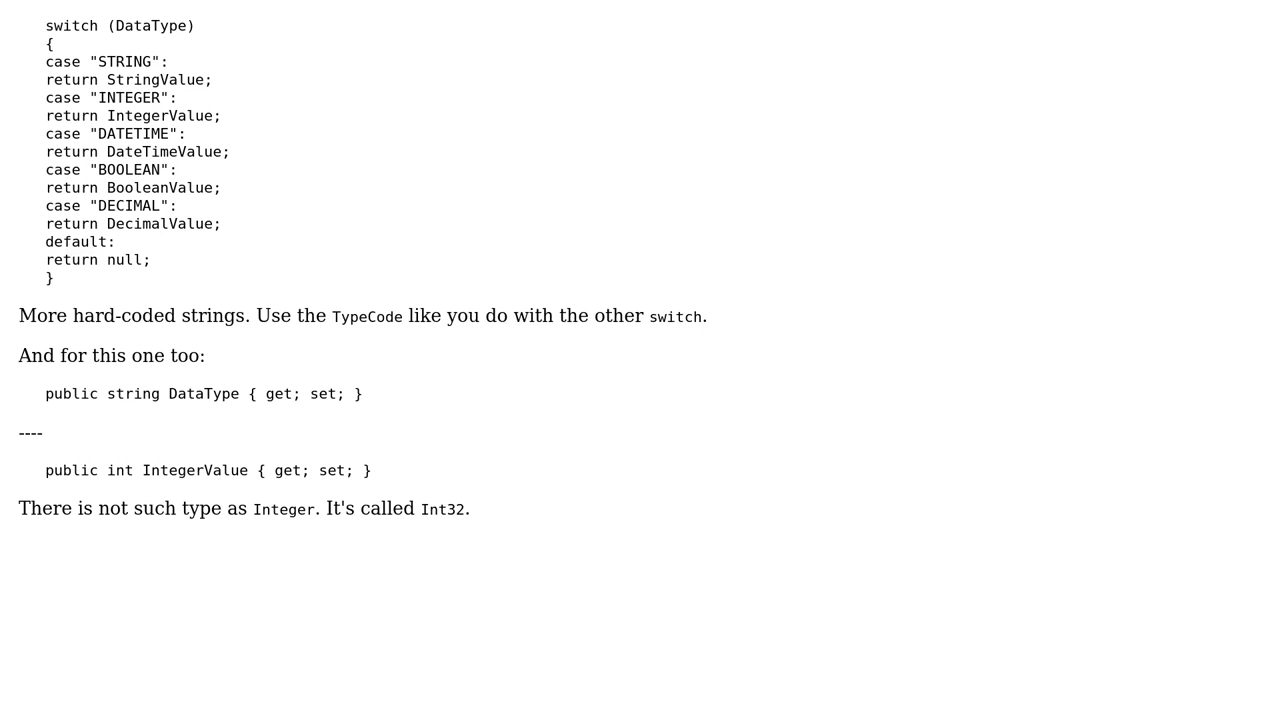 switch (DataType)
{
case "STRING":
return StringValue;
case "INTEGER":
return IntegerValue;
case "DATETIME":
return DateTimeValue;
case "BOOLEAN":
return BooleanValue;
case "DECIMAL":
return DecimalValue;
default:
return null;
}
More hard-coded strings. Use the TypeCode like you do with the other switch.
And for this one too:
public string DataType { get; set; }
----
public int IntegerValue { get; set; }
There is not such type as Integer. It's called Int32.